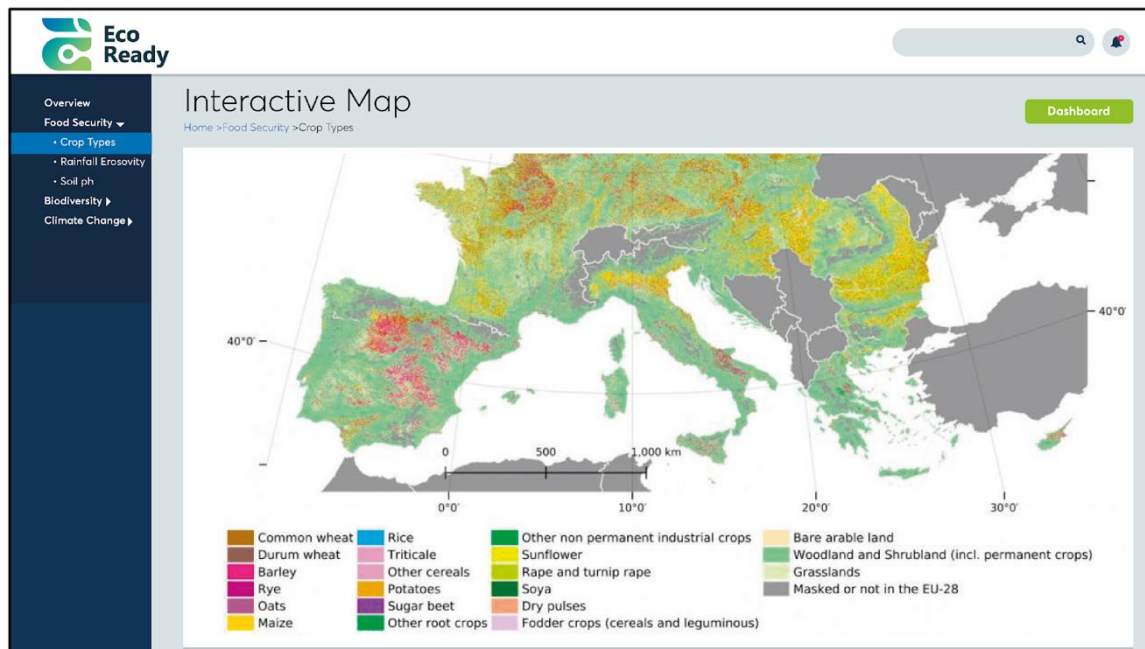 Eco
Ready
Overview
Food Security
• Crop Types
• Rainfall Erosovity
• Soil ph
Biodiversity
Climate Change
Interactive Map
Home >Food Security >Crop Types
Dashboard
40°0′
40°0′
0 500 1,000 km
0°0′ 10°0′ 20°0′ 30°0′
Common wheat
Durum wheat
Barley
Rye
Oats
Maize
Rice
Triticale
Other cereals
Potatoes
Sugar beet
Other root crops
Other non permanent industrial crops
Sunflower
Rape and turnip rape
Soya
Dry pulses
Fodder crops (cereals and leguminous)
Bare arable land
Woodland and Shrubland (incl. permanent crops)
Grasslands
Masked or not in the EU-28